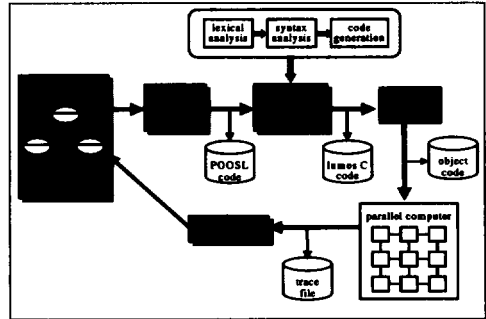 lexical analysis
syntax analysis
code generation
POOSL code
lumos C code
object code
parallel computer
trace file